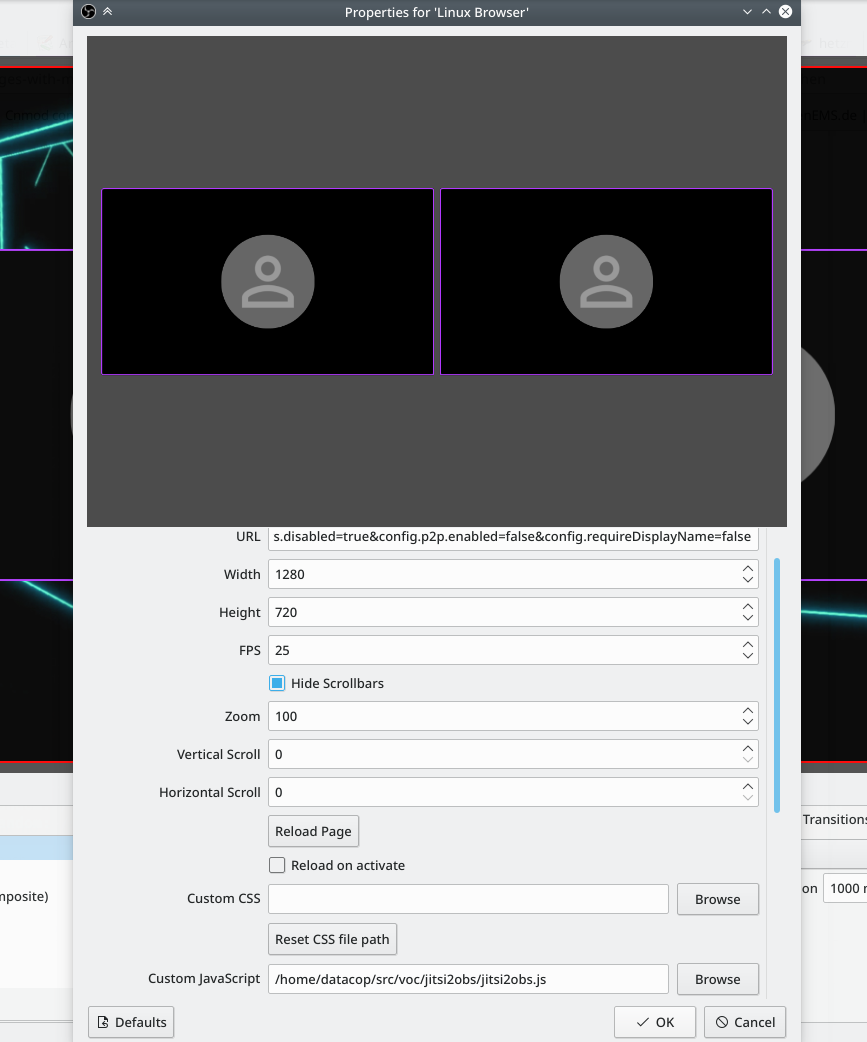 Properties for 'Linux Browser'
URL s.disabled=true&config.p2p.enabled=false&config.requireDisplayName=false
Width 1280
Height 720
FPS 25
Hide Scrollbars
Zoom 100
Vertical Scroll 0
Horizontal Scroll 0
Transitions
Reload Page
Reload on activate
on 1000
mposite)
Custom CSS Browse
Reset CSS file path
Custom JavaScript /home/datacop/src/voc/jitsi2obs/jitsi2obs.js Browse
Defaults OK Cancel